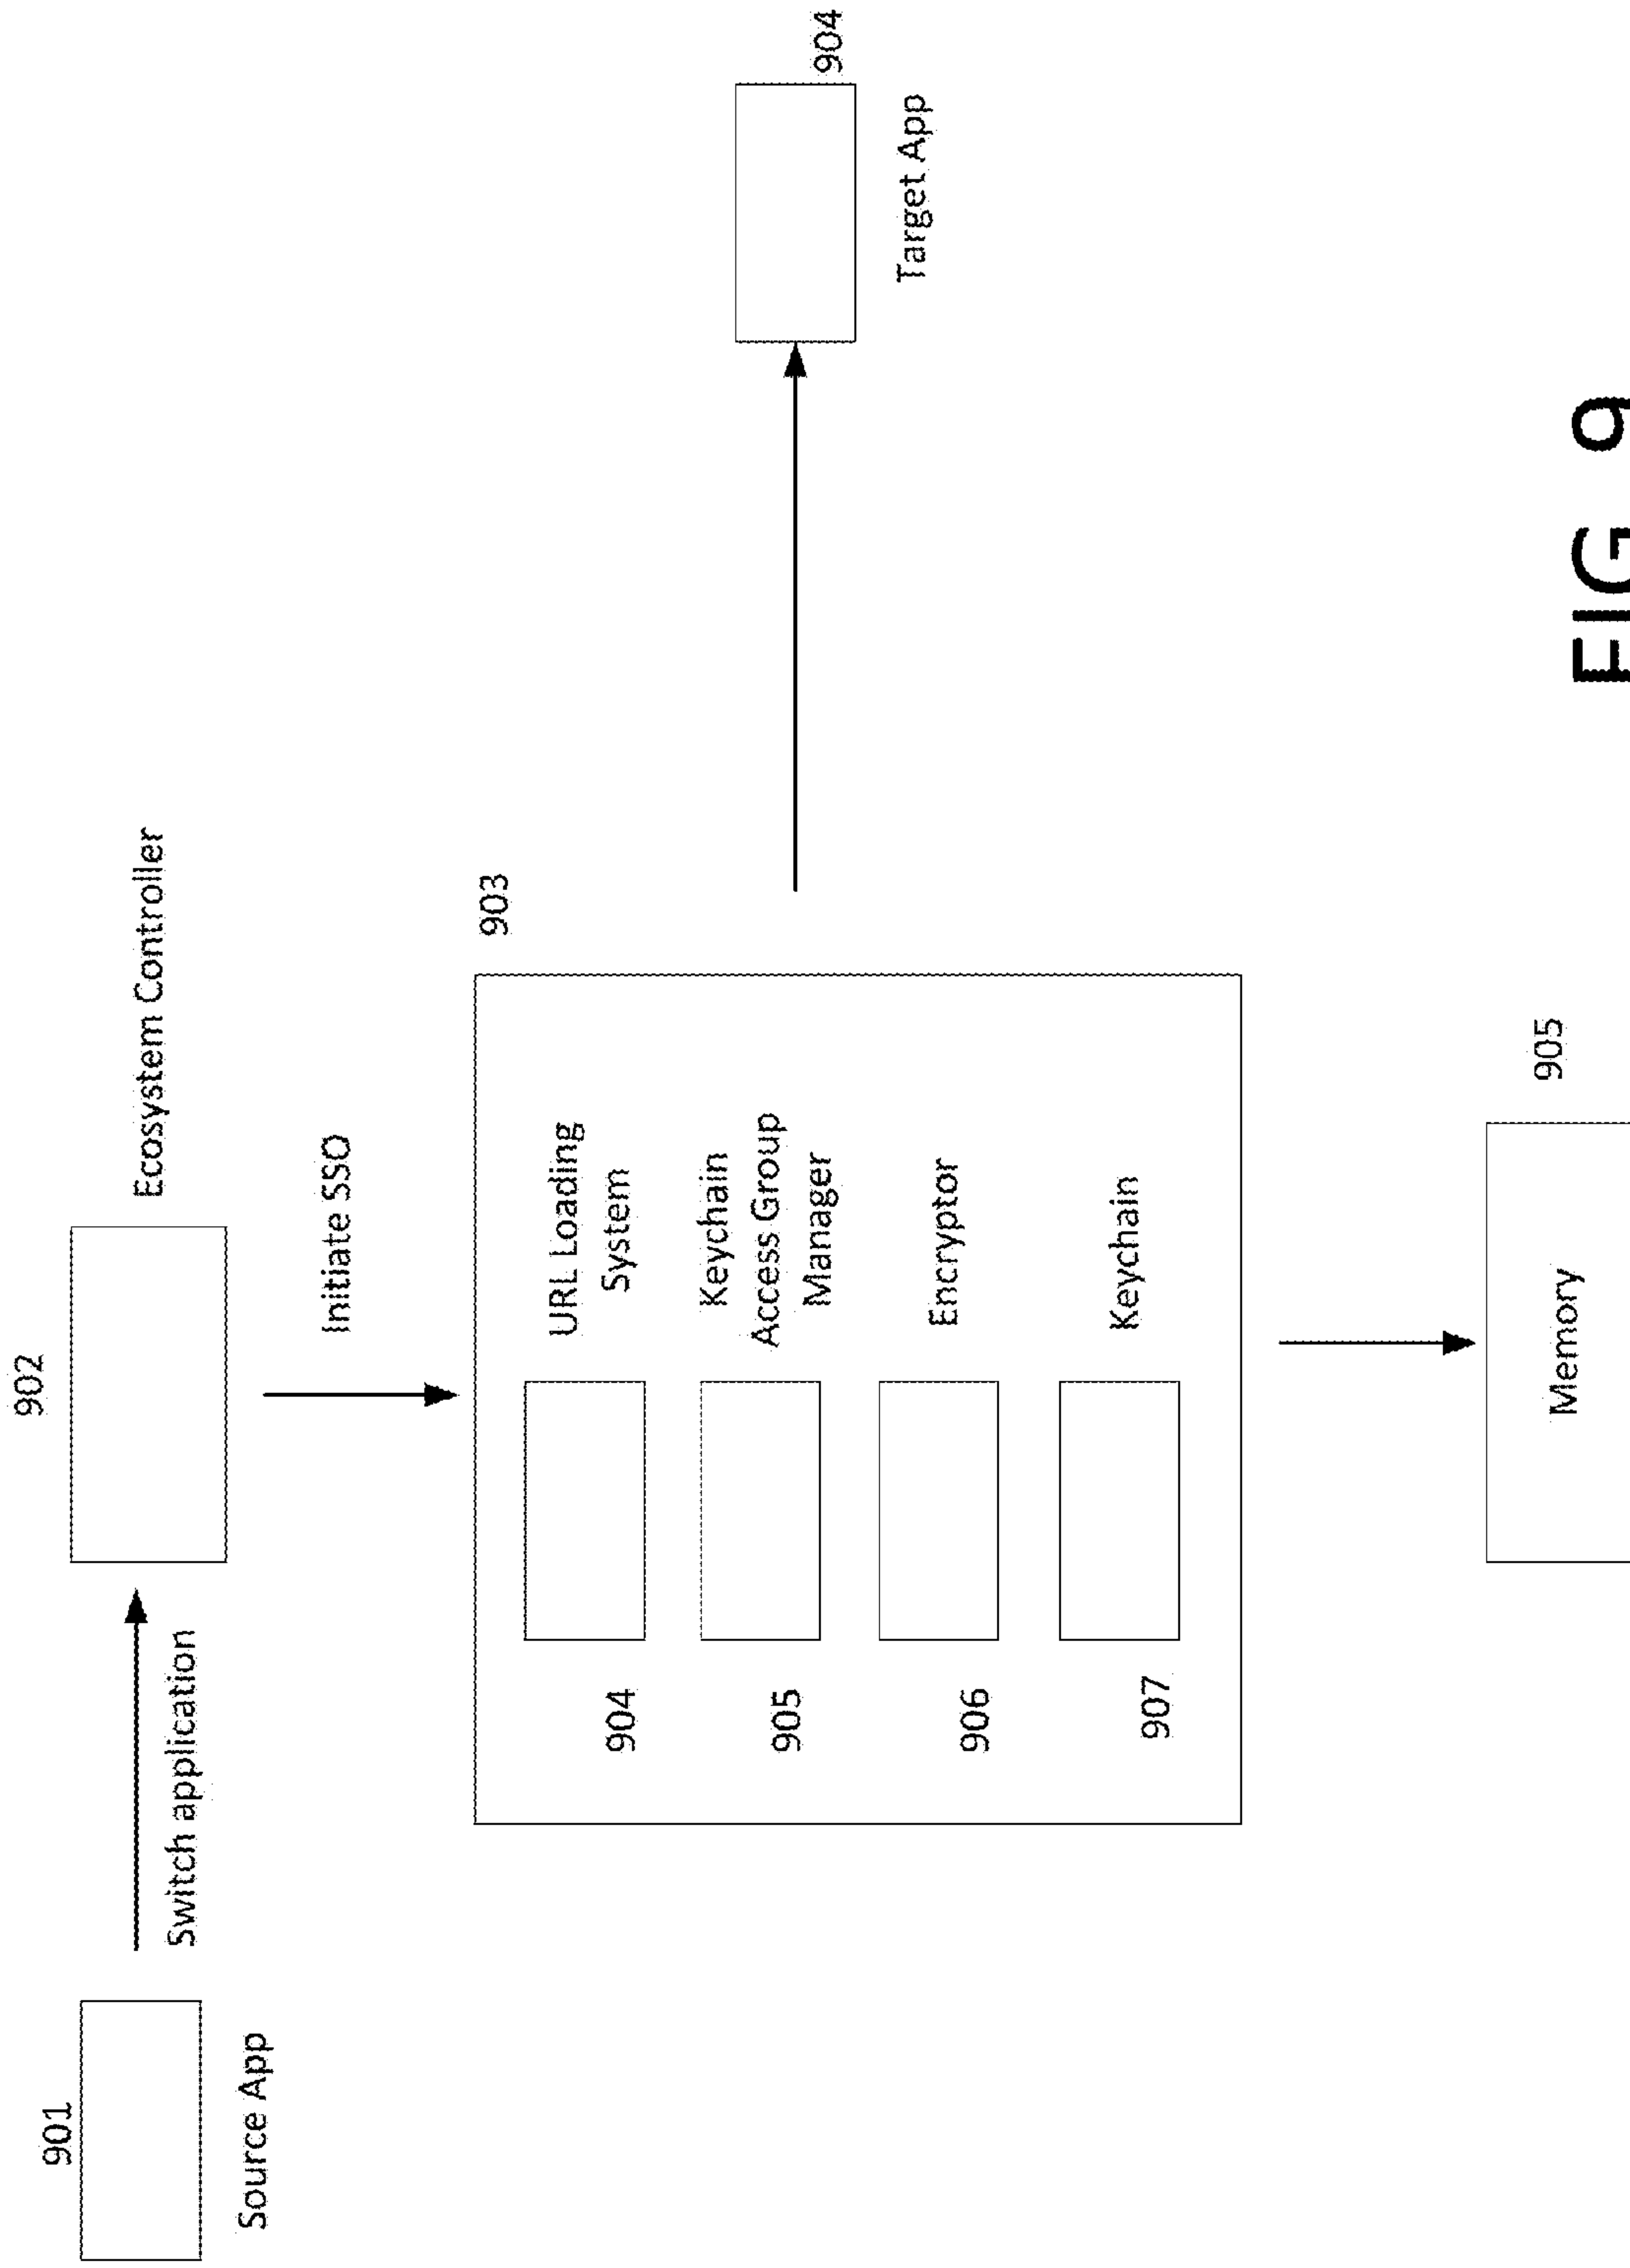 901
Source App
Switch application
902
Ecosystem Controller
Initiate SSO
903
904
URL Loading
System
905
Keychain
Access Group
Manager
906
Encryptor
907
Keychain
904
Target App
905
Memory
FIG. 9